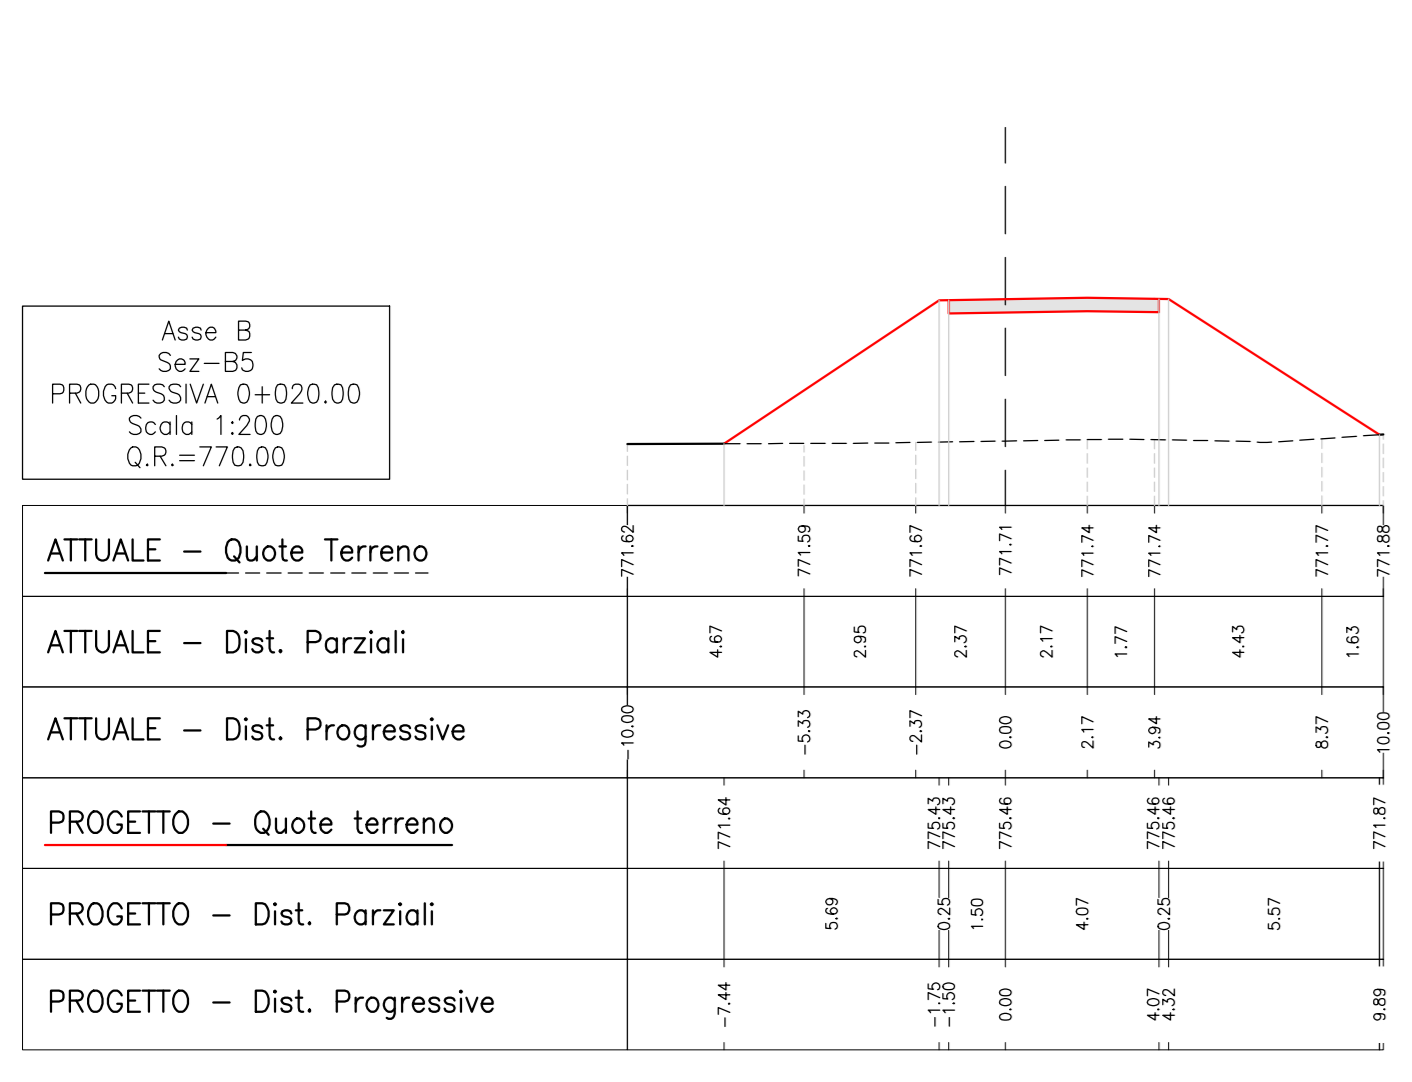 Asse B
Sez-B5
PROGRESSIVA 0+020.00
Scala 1:200
Q.R.=770.00
ATTUALE - Quote Terreno 771.62 771.59 771.67 771.71 771.74 771.74 771.77 771.88
ATTUALE - Dist. Parziali 4.67 2.95 2.37 2.17 1.77 4.43 1.63
ATTUALE - Dist. Progressive -10.00 -5.33 -2.37 0.00 2.17 3.94 8.37 10.00
PROGETTO - Quote terreno 771.64 775.43 775.43 775.46 775.46 775.46 771.87
PROGETTO - Dist. Parziali 5.69 0.25 1.50 4.07 0.25 5.57
PROGETTO - Dist. Progressive -7.44 -1.75 -1.50 0.00 4.07 4.32 9.89